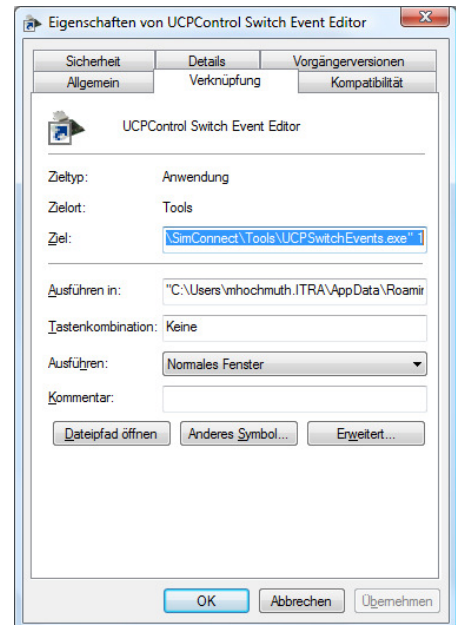 Eigenschaften von UCPControl Switch Event Editor
Sicherheit Details Vorgängerversionen
Allgemein Verknüpfung Kompatibilität
UCPControl Switch Event Editor
Zieltyp: Anwendung
Zielort: Tools
Ziel: \SimConnect\Tools\UCPSwitchEvents.exe" 1
Ausführen in: "C:\Users\mhochmuth.ITRA\AppData\Roamin
Tastenkombination: Keine
Ausführen: Normales Fenster
Kommentar:
Dateipfad öffnen Anderes Symbol... Erweitert...
OK Abbrechen Übernehmen